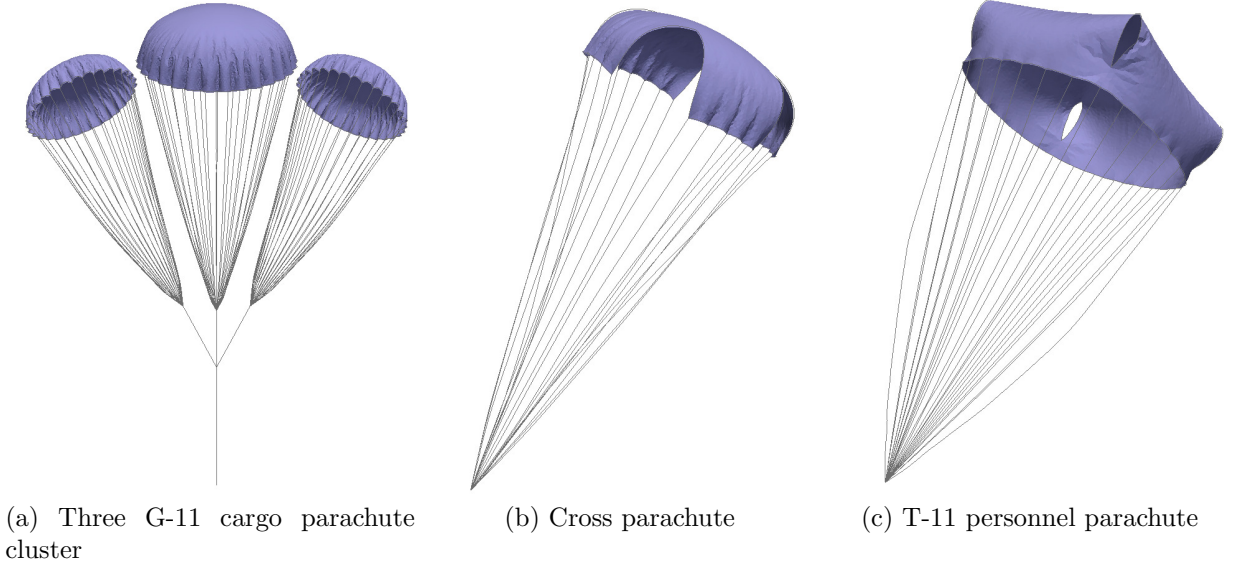 (a) Three G-11 cargo parachute
cluster
(b) Cross parachute
(c) T-11 personnel parachute